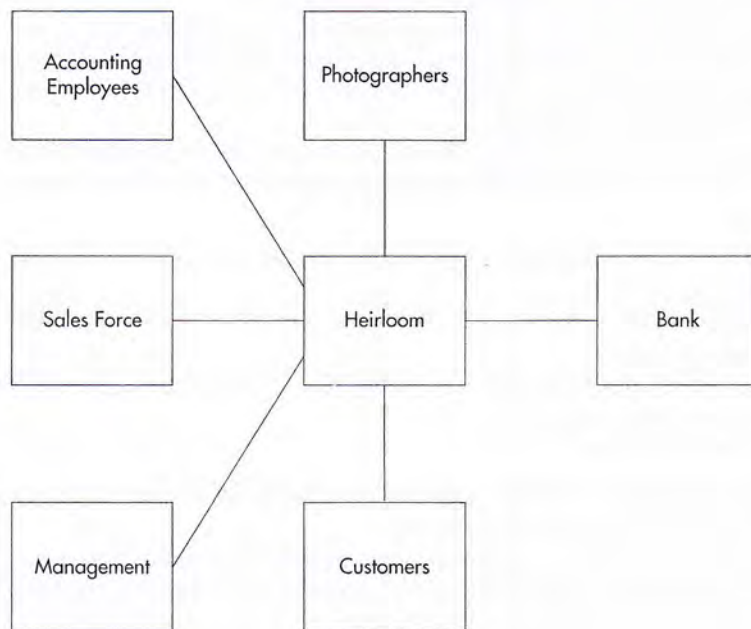 Accounting
Employees
Photographers
Sales Force
Heirloom
Bank
Management
Customers